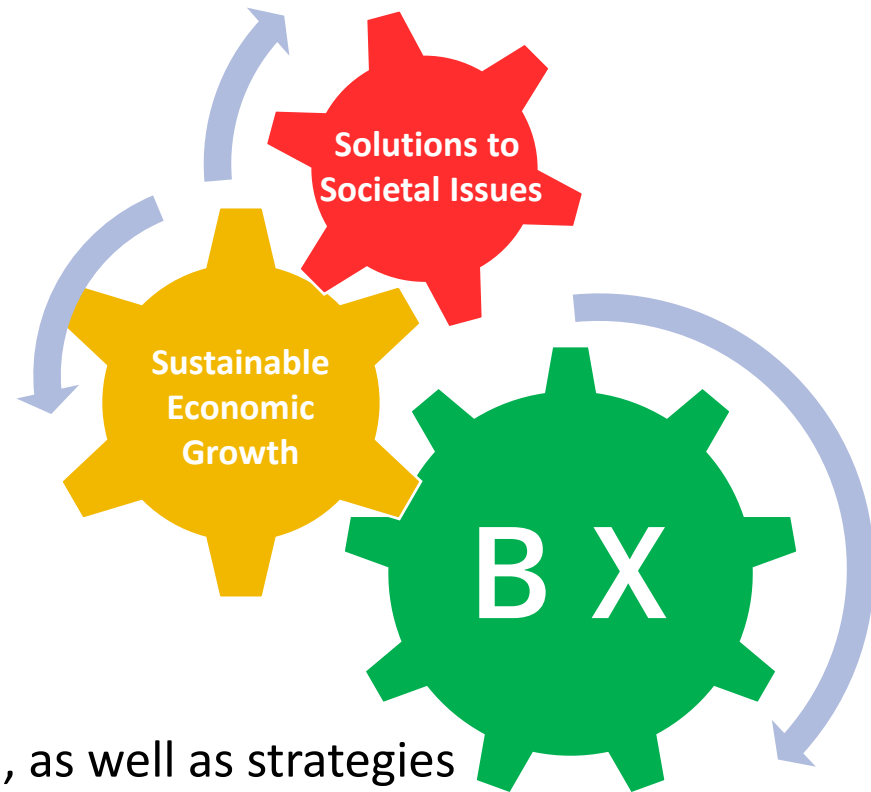 Solutions to
Societal Issues
Sustainable
Economic
Growth
B X
, as well as strategies